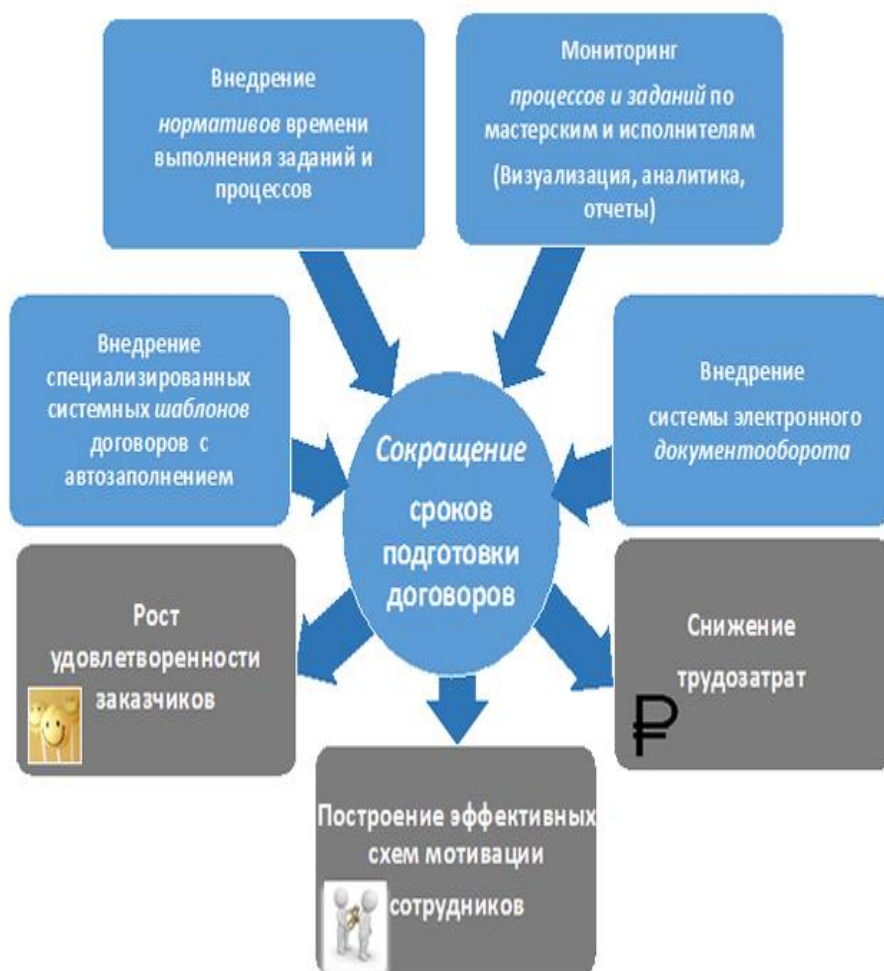 Внедрение
нормативов времени
выполнения заданий и
процессов
Мониторинг
процессов и заданий по
мастерским и исполнителям
(Визуализация, аналитика,
отчеты)
Внедрение
специализированных
системных шаблонов
договоров с
автозаполнением
Сокращение
сроков
подготовки
договоров
Внедрение
системы электронного
документооборота
Рост
удовлетворенности
заказчиков
Снижение
трудозатрат
₽
Построение эффективных
схем мотивации
сотрудников